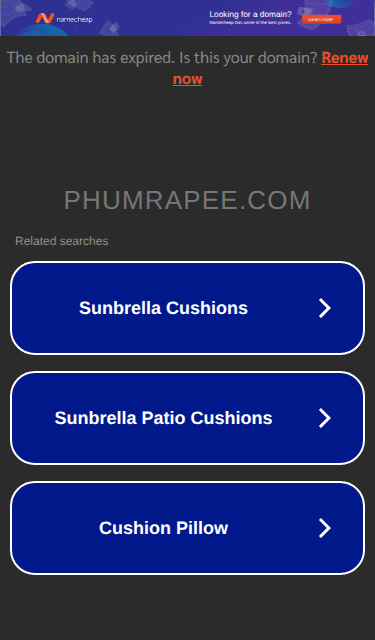 namecheap
Looking for a domain?
Namecheap has some of the best prices.
Learn more
The domain has expired. Is this your domain? Renew
now
PHUMRAPEE.COM
Related searches
Sunbrella Cushions
Sunbrella Patio Cushions
Cushion Pillow